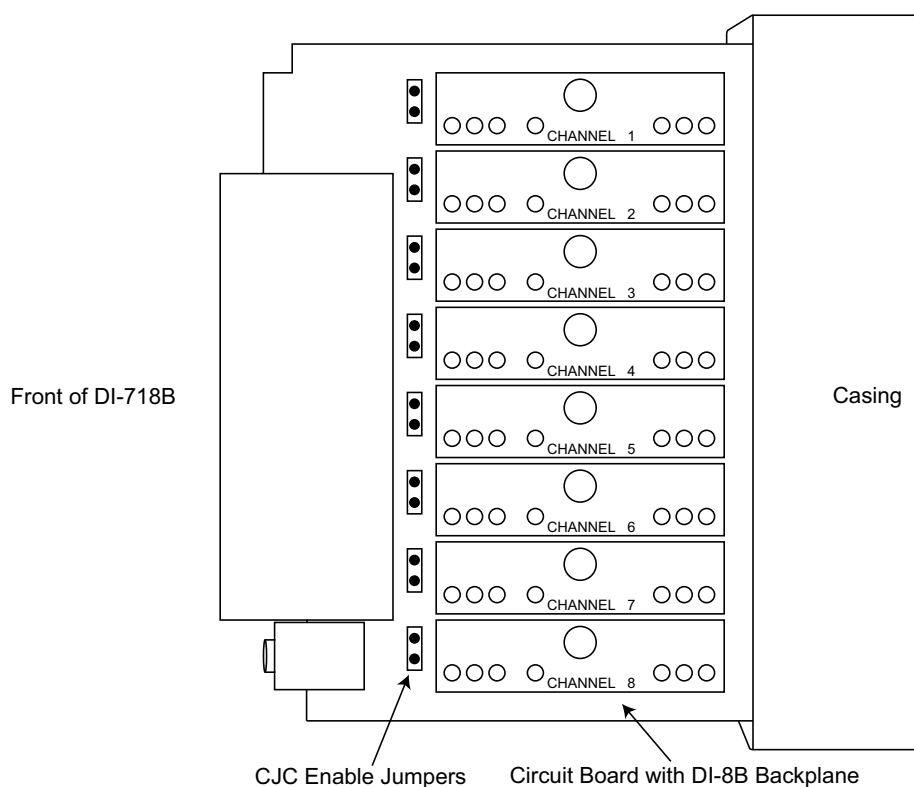 CHANNEL 1
CHANNEL 2
CHANNEL 3
CHANNEL 4
Front of DI-718B
Casing
CHANNEL 5
CHANNEL 6
CHANNEL 7
CHANNEL 8
CJC Enable Jumpers
Circuit Board with DI-8B Backplane